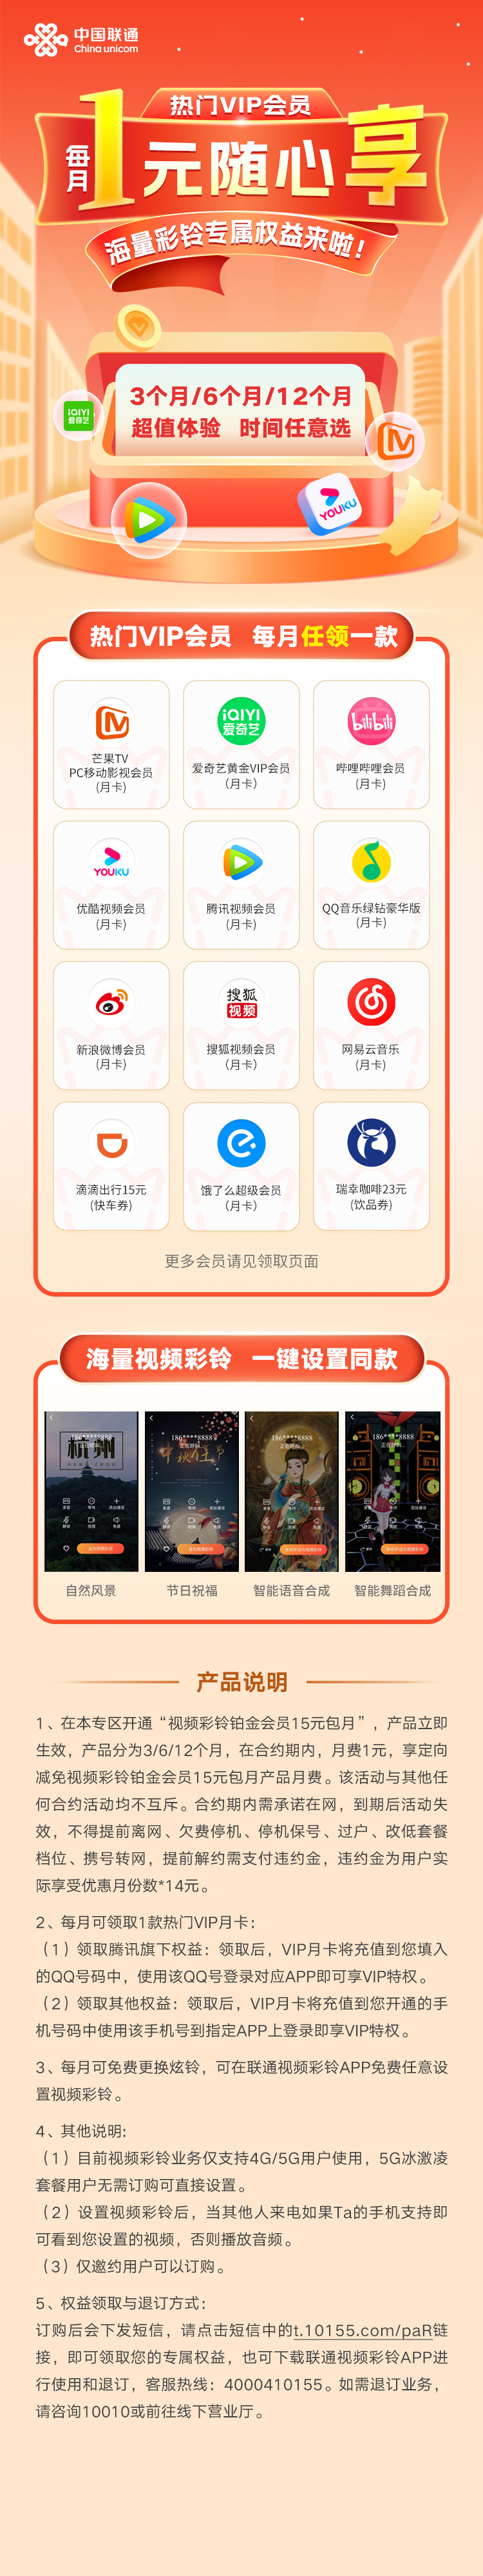 中国联通
China unicom
热门VIP会员
每月1元随心享
海量彩铃专属权益来啦！
3个月/6个月/12个月
超值体验 时间任意选
iQIYI
爱奇艺
YOUKU
热门VIP会员 每月任领一款
芒果TV
PC移动影视会员
(月卡)
iQIYI
爱奇艺
爱奇艺黄金VIP会员
（月卡）
bilibili
哔哩哔哩会员
(月卡)
YOUKU
优酷视频会员
(月卡)
腾讯视频会员
(月卡)
QQ音乐绿钻豪华版
(月卡)
新浪微博会员
(月卡)
搜狐
视频
搜狐视频会员
（月卡）
网易云音乐
(月卡)
滴滴出行15元
(快车券)
饿了么超级会员
（月卡）
瑞幸咖啡23元
(饮品券)
更多会员请见领取页面
海量视频彩铃 一键设置同款
186****8888
杭州
186****8888
中秋佳节
186****8888
186****8888
自然风景
节日祝福
智能语音合成
智能舞蹈合成
产品说明
1、在本专区开通“视频彩铃铂金会员15元包月”，产品立即
生效，产品分为3/6/12个月，在合约期内，月费1元，享定向
减免视频彩铃铂金会员15元包月产品月费。该活动与其他任
何合约活动均不互斥。合约期内需承诺在网，到期后活动失
效，不得提前离网、欠费停机、停机保号、过户、改低套餐
档位、携号转网，提前解约需支付违约金，违约金为用户实
际享受优惠月份数*14元。
2、每月可领取1款热门VIP月卡：
（1）领取腾讯旗下权益：领取后，VIP月卡将充值到您填入
的QQ号码中，使用该QQ号登录对应APP即可享VIP特权。
（2）领取其他权益：领取后，VIP月卡将充值到您开通的手
机号码中使用该手机号到指定APP上登录即享VIP特权。
3、每月可免费更换炫铃，可在联通视频彩铃APP免费任意设
置视频彩铃。
4、其他说明:
（1）目前视频彩铃业务仅支持4G/5G用户使用，5G冰激凌
套餐用户无需订购可直接设置。
（2）设置视频彩铃后，当其他人来电如果Ta的手机支持即
可看到您设置的视频，否则播放音频。
（3）仅邀约用户可以订购。
5、权益领取与退订方式：
订购后会下发短信，请点击短信中的t.10155.com/paR链
接，即可领取您的专属权益，也可下载联通视频彩铃APP进
行使用和退订，客服热线：4000410155。如需退订业务，
请咨询10010或前往线下营业厅。